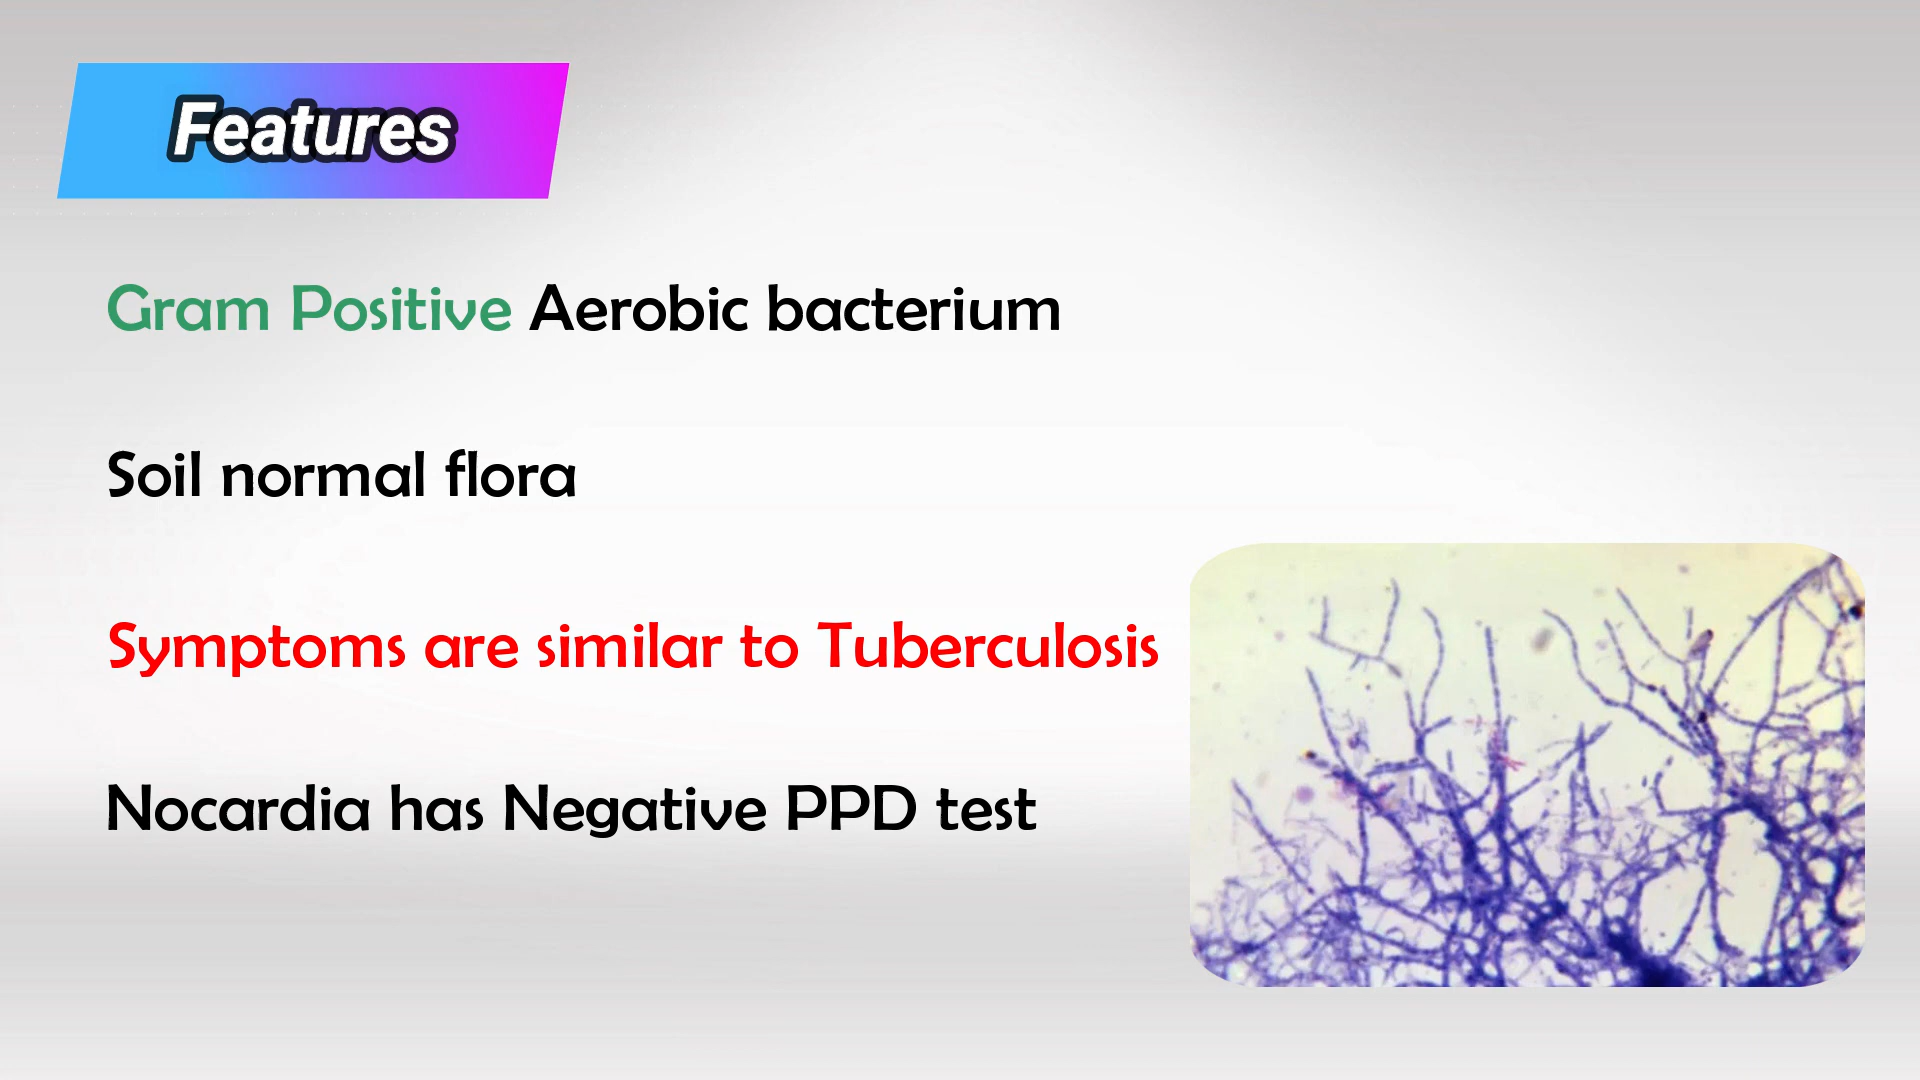 Features
Gram Positive Aerobic bacterium
Soil normal flora
Symptoms are similar to Tuberculosis
Nocardia has Negative PPD test